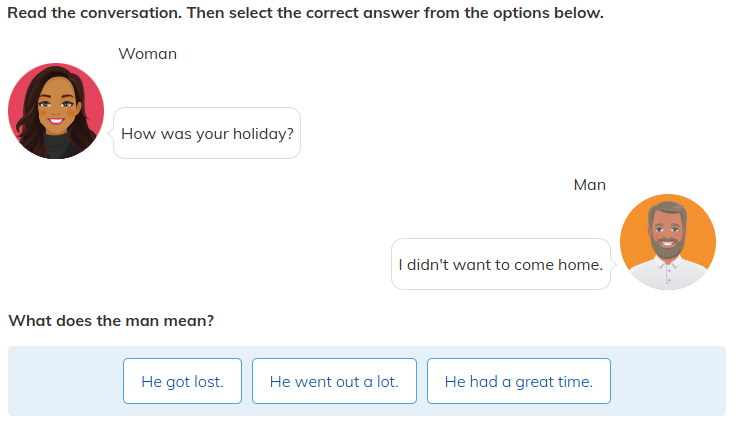 Read the conversation. Then select the correct answer from the options below.
Woman
How was your holiday?
Man
I didn't want to come home.
What does the man mean?
He got lost.
He went out a lot.
He had a great time.